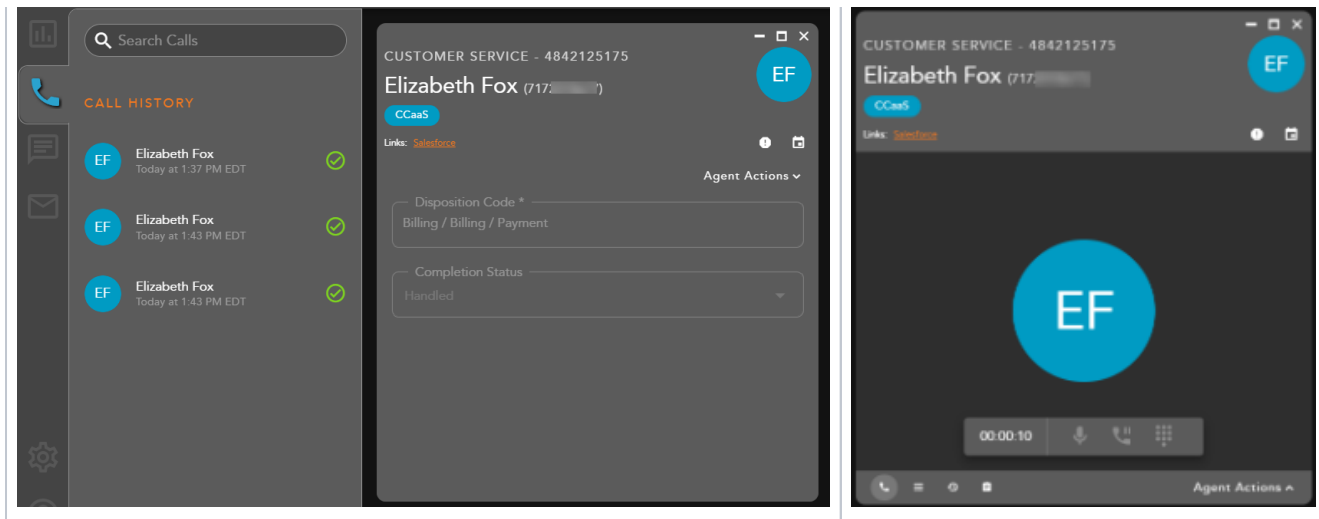 Search Calls
CALL HISTORY
EF
Elizabeth Fox
Today at 1:37 PM EDT
EF
Elizabeth Fox
Today at 1:43 PM EDT
EF
Elizabeth Fox
Today at 1:43 PM EDT
CUSTOMER SERVICE - 4842125175
Elizabeth Fox (717
EF
CCaaS
Links: Salesforce
Agent Actions
Disposition Code *
Billing / Billing / Payment
Completion Status
Handled
CUSTOMER SERVICE - 4842125175
Elizabeth Fox (717
EF
CCaaS
Links: Salesforce
EF
00:00:10
Agent Actions